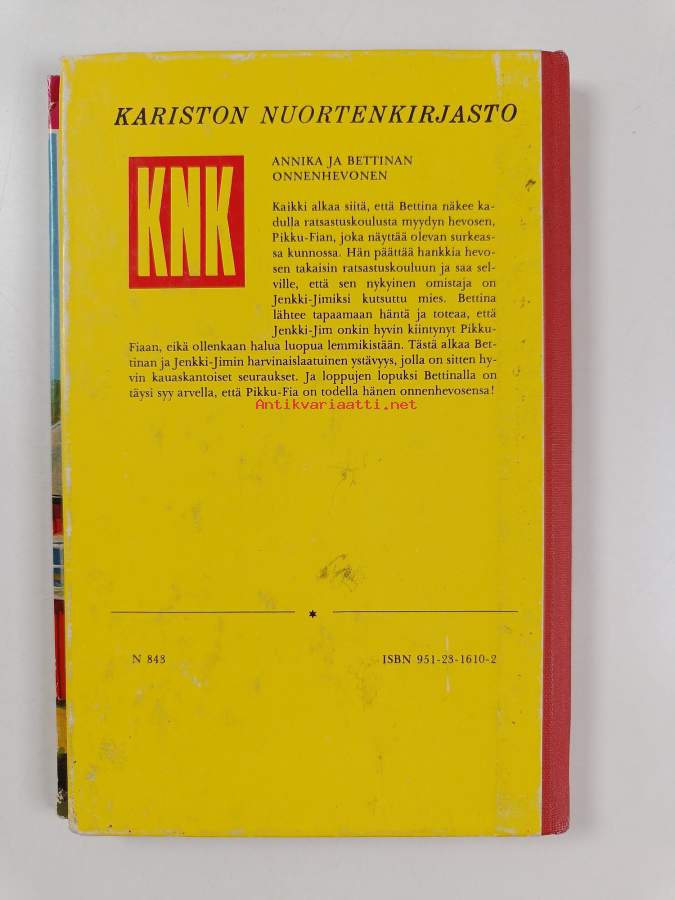 KARISTON NUORTENKIRJASTO
KNK
ANNIKA JA BETTINAN
ONNENHEVONEN
Kaikki alkaa siitä, että Bettina näkee ka-
dulla ratsastuskoulusta myydyn hevosen,
Pikku-Fian, joka näyttää olevan surkeas-
sa kunnossa. Hän päättää hankkia hevo-
sen takaisin ratsastuskouluun ja saa sel-
ville, että sen nykyinen omistaja on
Jenkki-Jimiksi kutsuttu mies. Bettina
lähtee tapaamaan häntä ja toteaa, että
Jenkki-Jim onkin hyvin kiintynyt Pikku-
Fiaan, eikä ollenkaan halua luopua lemmikistään. Tästä alkaa Bet-
tinan ja Jenkki-Jimin harvinaislaatuinen ystävyys, jolla on sitten hy-
vin kauaskantoiset seuraukset. Ja loppujen lopuksi Bettinalla on
täysi syy arvella, että Pikku-Fia on todella hänen onnenhevosensa!
Antikvariaatti.net
N 843
ISBN 951-23-1610-2